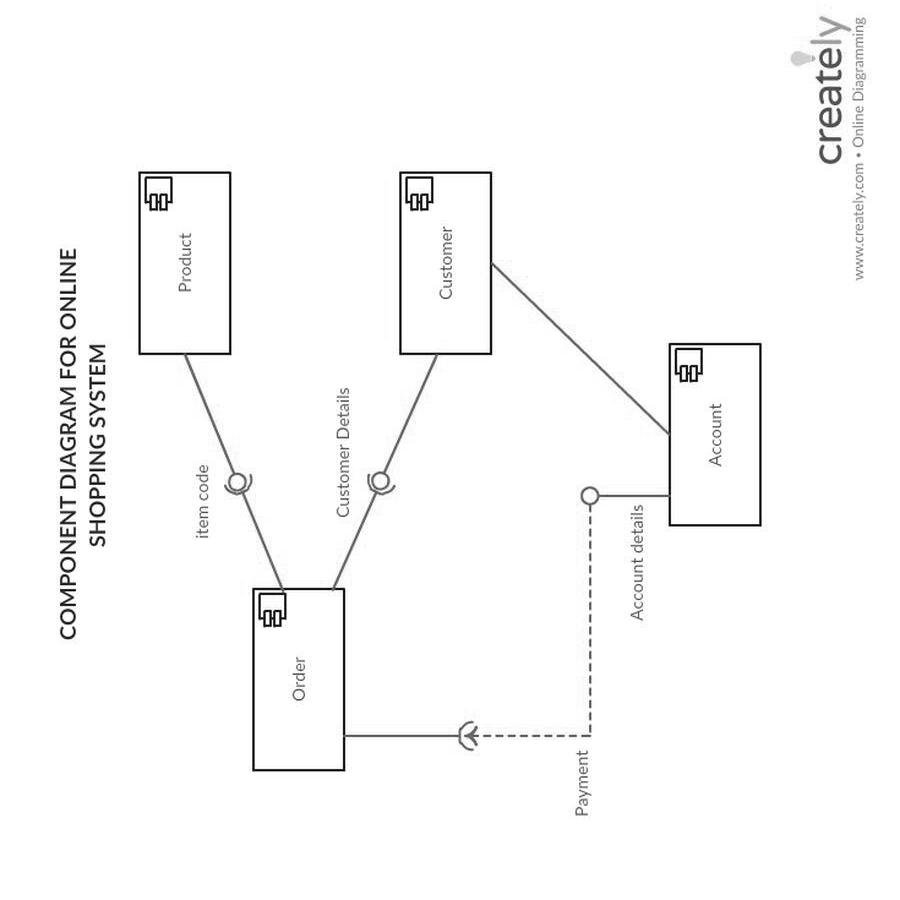 COMPONENT DIAGRAM FOR ONLINE
SHOPPING SYSTEM
Order
item code
Product
Customer Details
Customer
Payment
Account details
Account
creately
www.creately.com • Online Diagramming